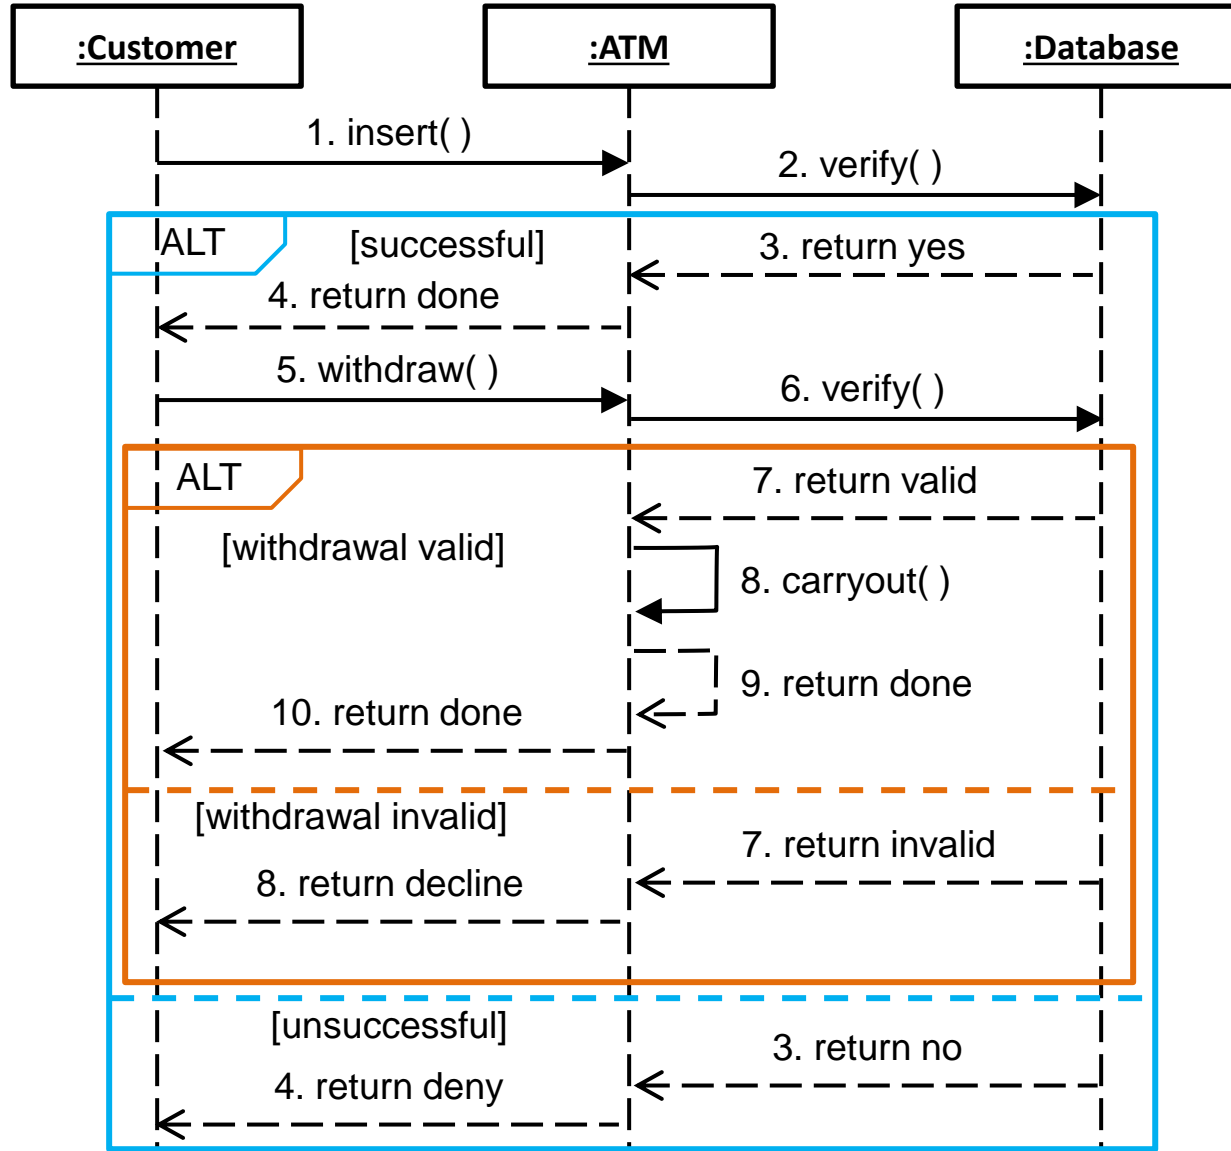 :Customer
:ATM
:Database
1. insert( )
2. verify( )
ALT
[successful]
3. return yes
4. return done
5. withdraw( )
6. verify( )
ALT
7. return valid
[withdrawal valid]
8. carryout( )
9. return done
10. return done
[withdrawal invalid]
7. return invalid
8. return decline
[unsuccessful]
3. return no
4. return deny